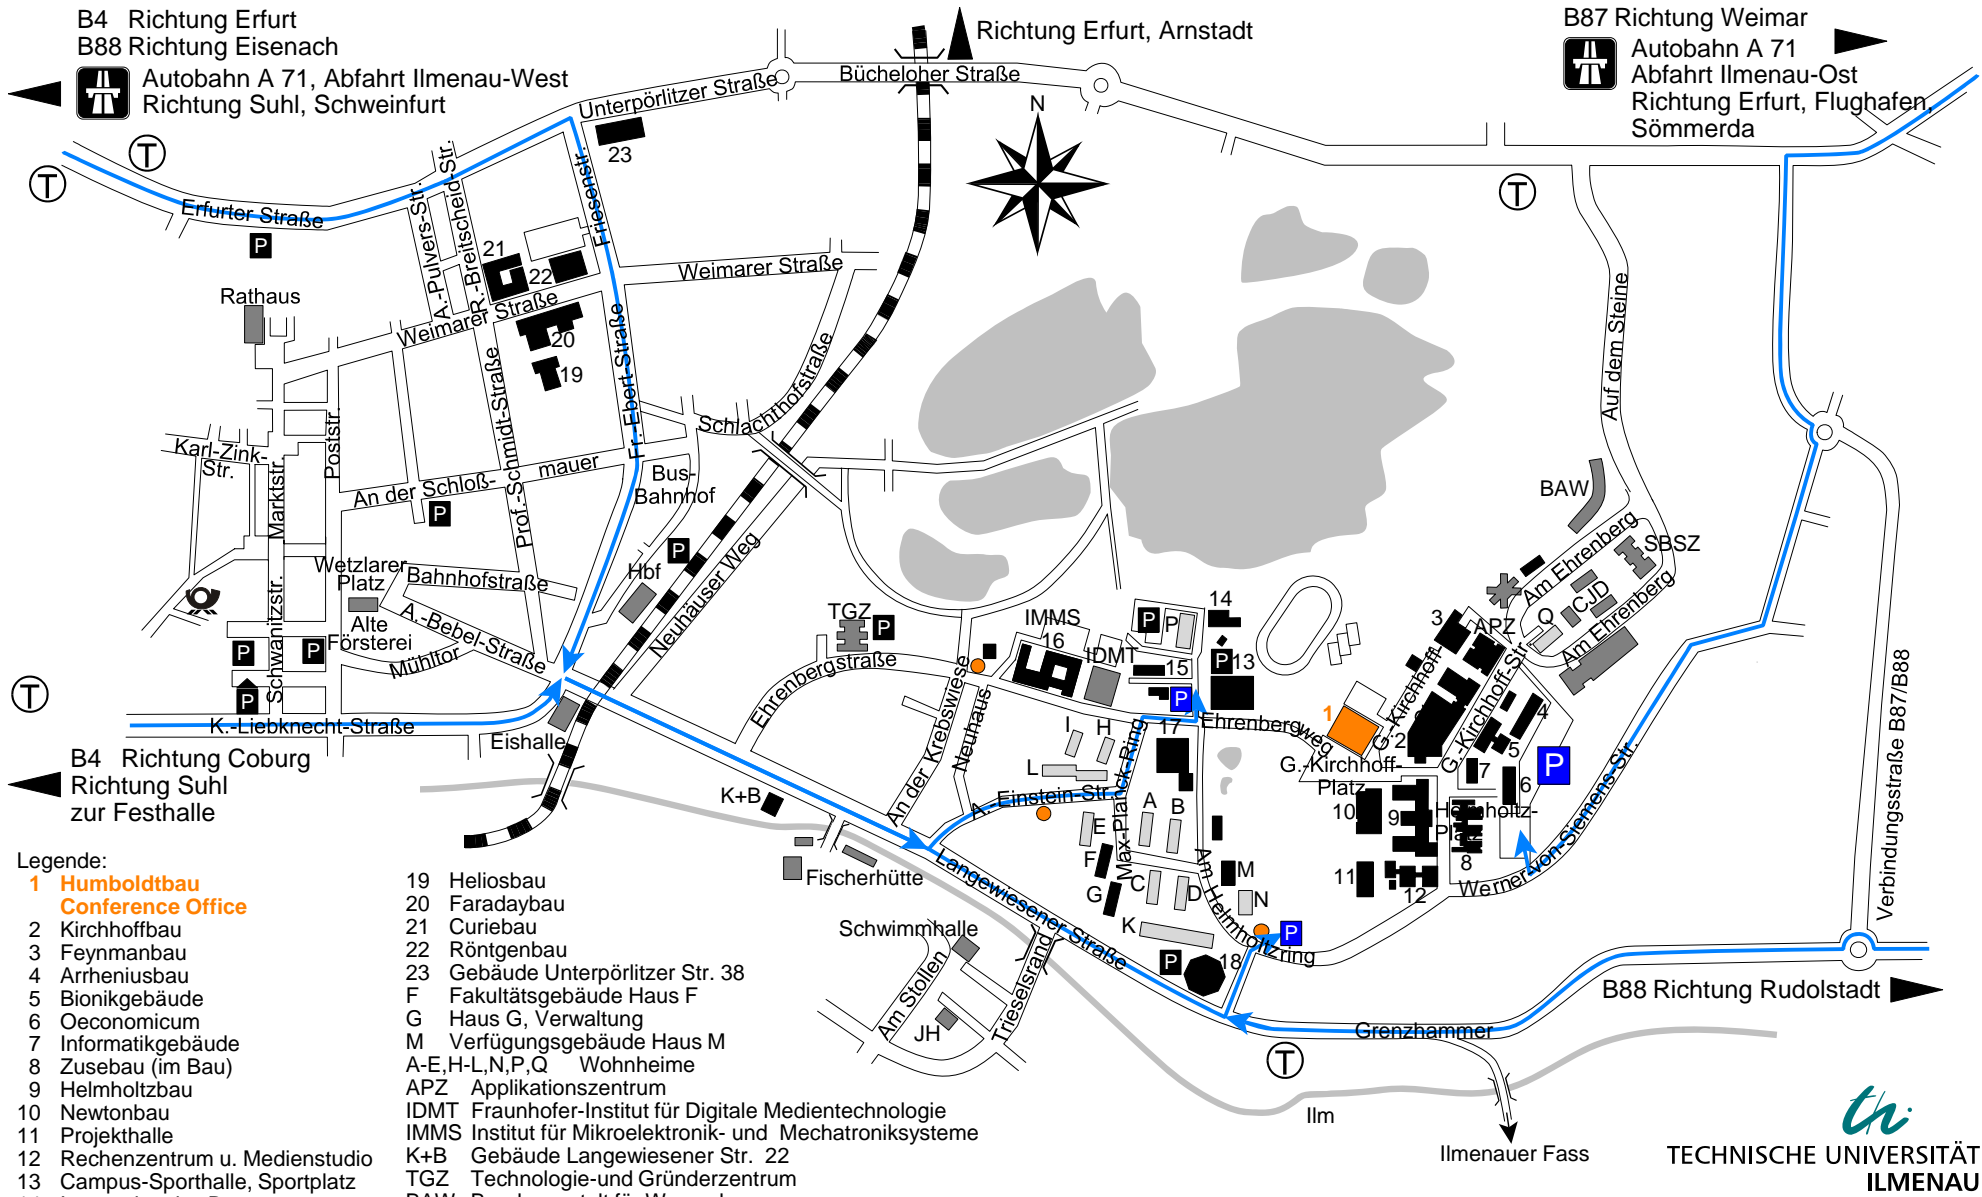 B4 Richtung Erfurt
B88 Richtung Eisenach
Autobahn A 71, Abfahrt Ilmenau-West
Richtung Suhl, Schweinfurt
Richtung Erfurt, Arnstadt
B87 Richtung Weimar
Autobahn A 71
Abfahrt Ilmenau-Ost
Richtung Erfurt, Flughafen,
Sömmerda
Bücheloher Straße
Unterpörlitzer Straße
N
23
T
T
T
Erfurter Straße
P
A.-Pulvers-Str.
R.-Breitscheid-Str.
Friesenstr.
21
22
Weimarer Straße
Weimarer Straße
Rathaus
20
19
Fr.-Ebert-Straße
Prof.-Schmidt-Straße
Schlachthofstraße
Auf dem Steine
Karl-Zink-
Str.
Marktstr.
Poststr.
An der Schloß-
mauer
P
Bus-
Bahnhof
P
Hbf
Neuhäuser Weg
Wetzlarer
Platz
Bahnhofstraße
A.-Bebel-Straße
Alte
Försterei
Mühltor
Schwanitzstr.
P
P
P
T
K.-Liebknecht-Straße
Eishalle
B4 Richtung Coburg
Richtung Suhl
zur Festhalle
TGZ
P
Ehrenbergstraße
An der Krebswiese
Neuhaus
IMMS
16
IDMT
P
P
14
P
13
15
P
17
Ehrenbergweg
I
H
L
A.-Einstein-Str.
Max-Planck-Ring
A
B
E
F
G
C
D
K
M
N
P
P
18
Am Helmholtzring
K+B
Langewiesener Straße
Fischerhütte
Schwimmhalle
Am Stollen
JH
Trieselsrand
BAW
SBSZ
Am Ehrenberg
CJD
Q
Am Ehrenberg
3
APZ
G.-Kirchhoff
G.-Kirchhoff-Str.
G.-Kirchhoff-Str.
1
2
4
5
P
G.-Kirchhoff-
Platz
7
6
10
9
Helmholtz-
Platz
8
11
12
Werner-von-Siemens-Str.
Verbindungsstraße B87/B88
B88 Richtung Rudolstadt
Grenzhammer
T
Ilm
Ilmenauer Fass
Legende:
1 Humboldtbau
Conference Office
2 Kirchhoffbau
3 Feynmanbau
4 Arrheniusbau
5 Bionikgebäude
6 Oeconomicum
7 Informatikgebäude
8 Zusebau (im Bau)
9 Helmholtzbau
10 Newtonbau
11 Projekthalle
12 Rechenzentrum u. Medienstudio
13 Campus-Sporthalle, Sportplatz
19 Heliosbau
20 Faradaybau
21 Curiebau
22 Röntgenbau
23 Gebäude Unterpörlitzer Str. 38
F Fakultätsgebäude Haus F
G Haus G, Verwaltung
M Verfügungsgebäude Haus M
A-E,H-L,N,P,Q Wohnheime
APZ Applikationszentrum
IDMT Fraunhofer-Institut für Digitale Medientechnologie
IMMS Institut für Mikroelektronik- und Mechatroniksysteme
K+B Gebäude Langewiesener Str. 22
TGZ Technologie-und Gründerzentrum
th
TECHNISCHE UNIVERSITÄT
ILMENAU